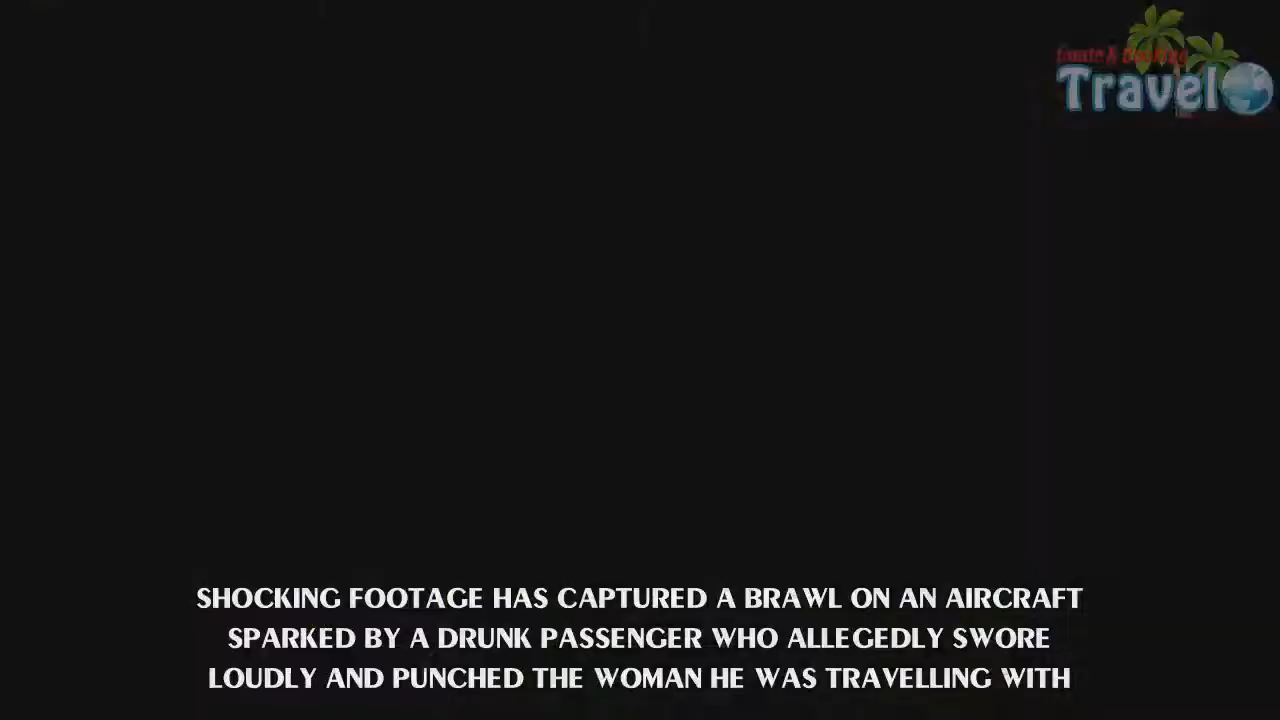 Travel
SHOCKING FOOTAGE HAS CAPTURED A BRAWL ON AN AIRCRAFT
SPARKED BY A DRUNK PASSENGER WHO ALLEGEDLY SWORE
LOUDLY AND PUNCHED THE WOMAN HE WAS TRAVELLING WITH